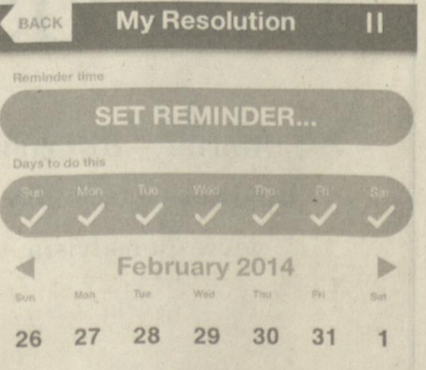 BACK My Resolution
Reminder time
SET REMINDER...
Days to do this
Sun Mon Tue Wed Thu Fri Sat
February 2014
Sun Mon Tue Wed Thu Fri Sat
26 27 28 29 30 31 1